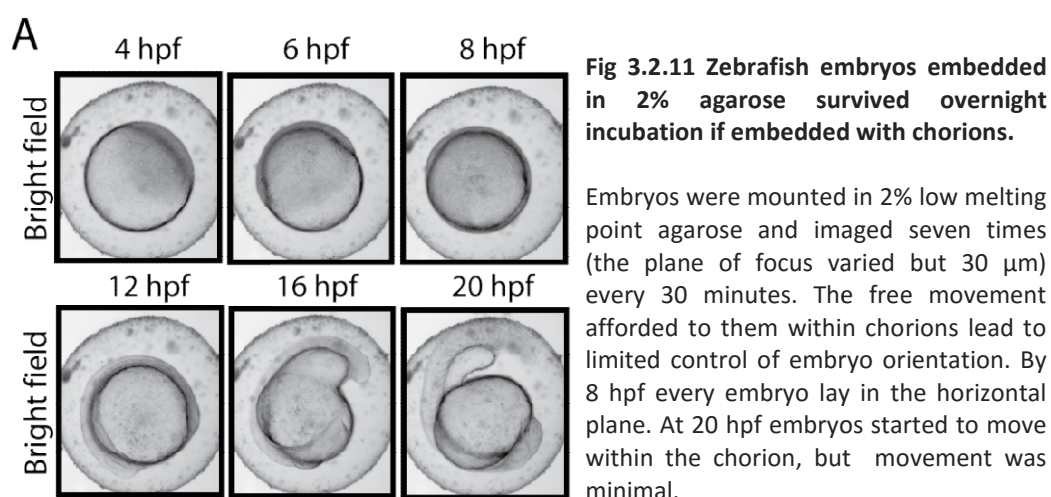 A
4 hpf 6 hpf 8 hpf
Bright field
12 hpf 16 hpf 20 hpf
Bright field
Fig 3.2.11 Zebrafish embryos embedded
in 2% agarose survived overnight
incubation if embedded with chorions.
Embryos were mounted in 2% low melting
point agarose and imaged seven times
(the plane of focus varied but 30 μm)
every 30 minutes. The free movement
afforded to them within chorions lead to
limited control of embryo orientation. By
8 hpf every embryo lay in the horizontal
plane. At 20 hpf embryos started to move
within the chorion, but movement was
minimal.